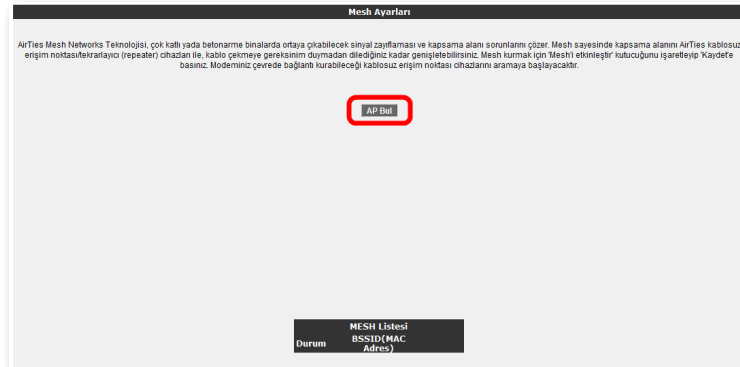 Mesh Ayarları
AirTies Mesh Networks Teknolojisi, çok katlı yada betonarme binalarda ortaya çıkabilecek sinyal zayıflaması ve kapsama alanı sorunlarını çözer. Mesh sayesinde kapsama alanını AirTies kablosuz
erişim noktası/tekrarlayıcı (repeater) cihazları ile, kablo çekmeye gereksinim duymadan dilediğiniz kadar genişletebilirsiniz. Mesh kurmak için 'Mesh'i etkinleştir' kutucuğunu işaretleyip 'Kaydet'e
basınız. Modeminiz çevrede bağlantı kurabileceği kablosuz erişim noktası cihazlarını aramaya başlayacaktır.
AP Bul
MESH Listesi
Durum BSSID(MAC
Adres)